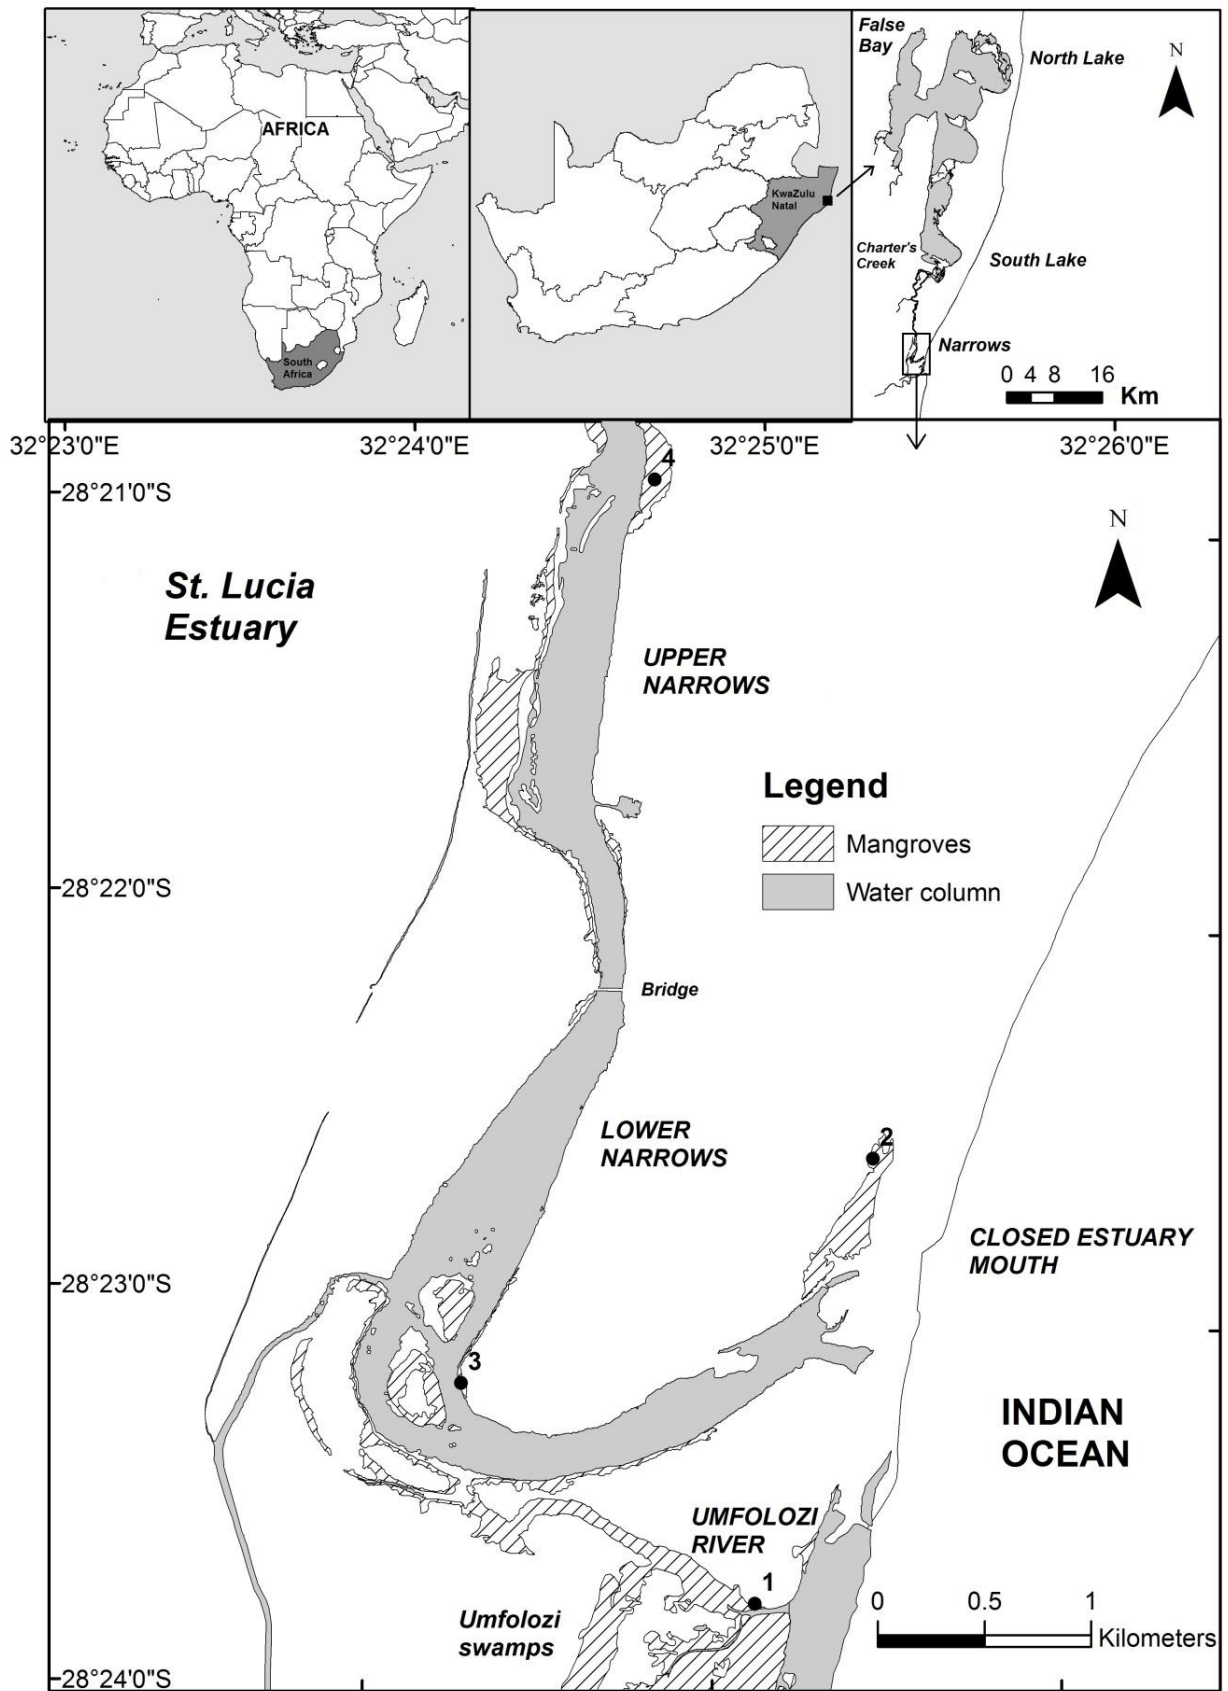 AFRICA
South
Africa
KwaZulu
Natal
False
Bay
North Lake
N
Charter's
Creek
South Lake
Narrows
0 4 8 16
Km
32°23'0"E
32°24'0"E
32°25'0"E
32°26'0"E
4
28°21'0"S
N
St. Lucia
Estuary
UPPER
NARROWS
Legend
Mangroves
Water column
28°22'0"S
Bridge
LOWER
NARROWS
2
CLOSED ESTUARY
MOUTH
28°23'0"S
3
INDIAN
OCEAN
UMFOLOZI
RIVER
1
Umfolozi
swamps
0 0.5 1
Kilometers
28°24'0"S